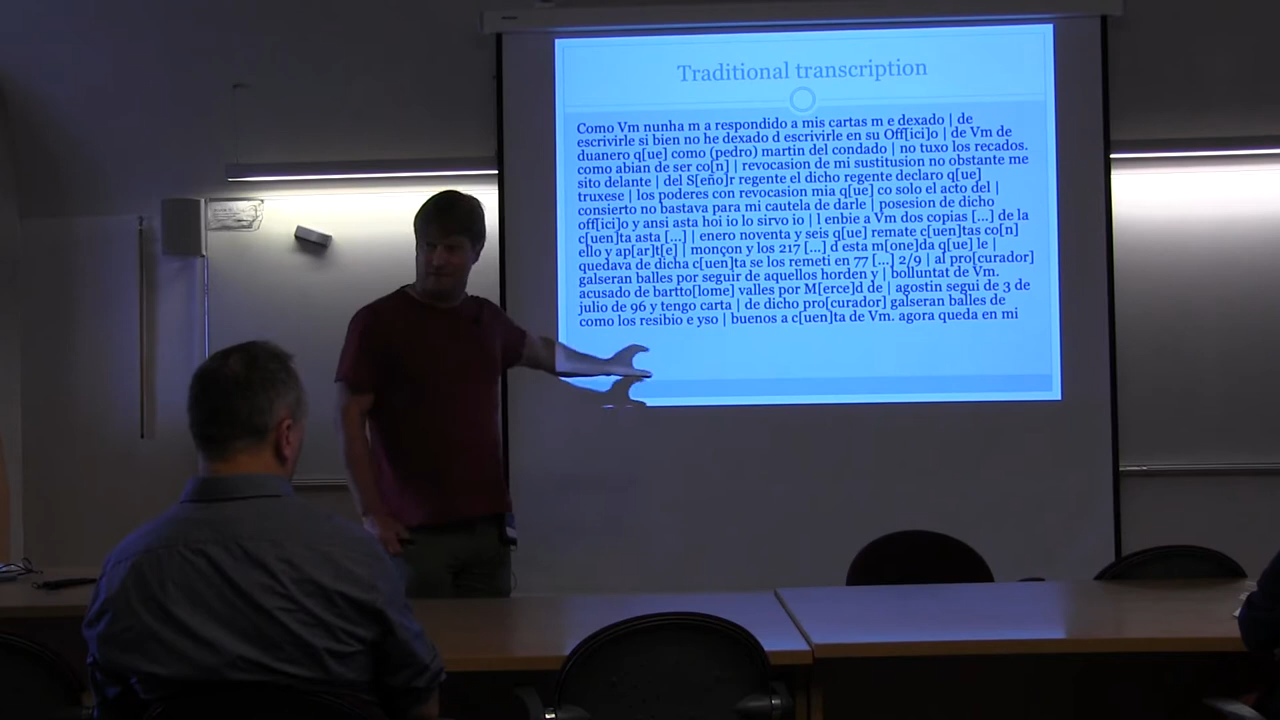 Traditional transcription
Como Vm nunha m a respondido a mis cartas m e dexado | de
escrivirle si bien no he dexado d escrivirle en su Off[ici]o | de Vm de
duanero q[ue] como (pedro) martin del condado | no tuxo los recados.
como abian de ser co[n] | revocasion de mi sustitusion no obstante me
sito delante | del S[eño]r regente el dicho regente declaro q[ue]
truxese | los poderes con revocasion mia q[ue] co solo el acto del |
consierto no bastava para mi cautela de darle | posesion de dicho
off[ici]o y ansi asta hoi io lo sirvo io | l enbie a Vm dos copias [...] de la
c[uen]ta asta [...] | enero noventa y seis q[ue] remate c[uen]tas co[n]
ello y ap[ar]t[e] | monçon y los 217 [...] d esta m[one]da q[ue] le |
quedava de dicha c[uen]ta se los remeti en 77 [...] 2/9 | al pro[curador]
galseran balles por seguir de aquellos horden y | bolluntat de Vm.
acusado de bartto[lome] valles por M[erce]d de | agostin segui de 3 de
julio de 96 y tengo carta | de dicho pro[curador] galseran balles de
como los resibio e yso | buenos a c[uen]ta de Vm. agora queda en mi